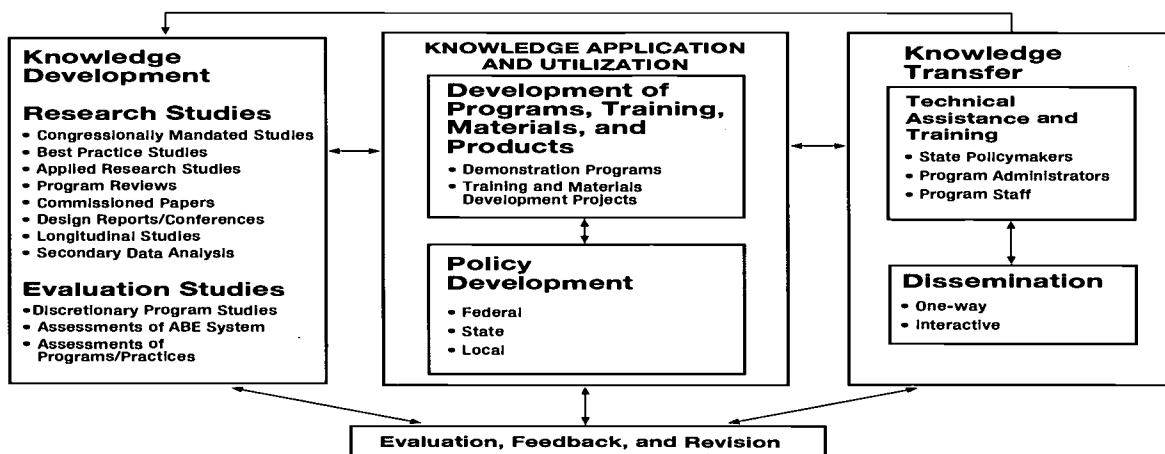 Knowledge
Development
Research Studies
• Congressionally Mandated Studies
• Best Practice Studies
• Applied Research Studies
• Program Reviews
• Commissioned Papers
• Design Reports/Conferences
• Longitudinal Studies
• Secondary Data Analysis
Evaluation Studies
•Discretionary Program Studies
• Assessments of ABE System
• Assessments of
Programs/Practices
KNOWLEDGE APPLICATION
AND UTILIZATION
Development of
Programs, Training,
Materials, and
Products
• Demonstration Programs
• Training and Materials
Development Projects
Policy
Development
• Federal
• State
• Local
Knowledge
Transfer
Technical
Assistance and
Training
• State Policymakers
• Program Administrators
• Program Staff
Dissemination
• One-way
• Interactive
Evaluation, Feedback, and Revision